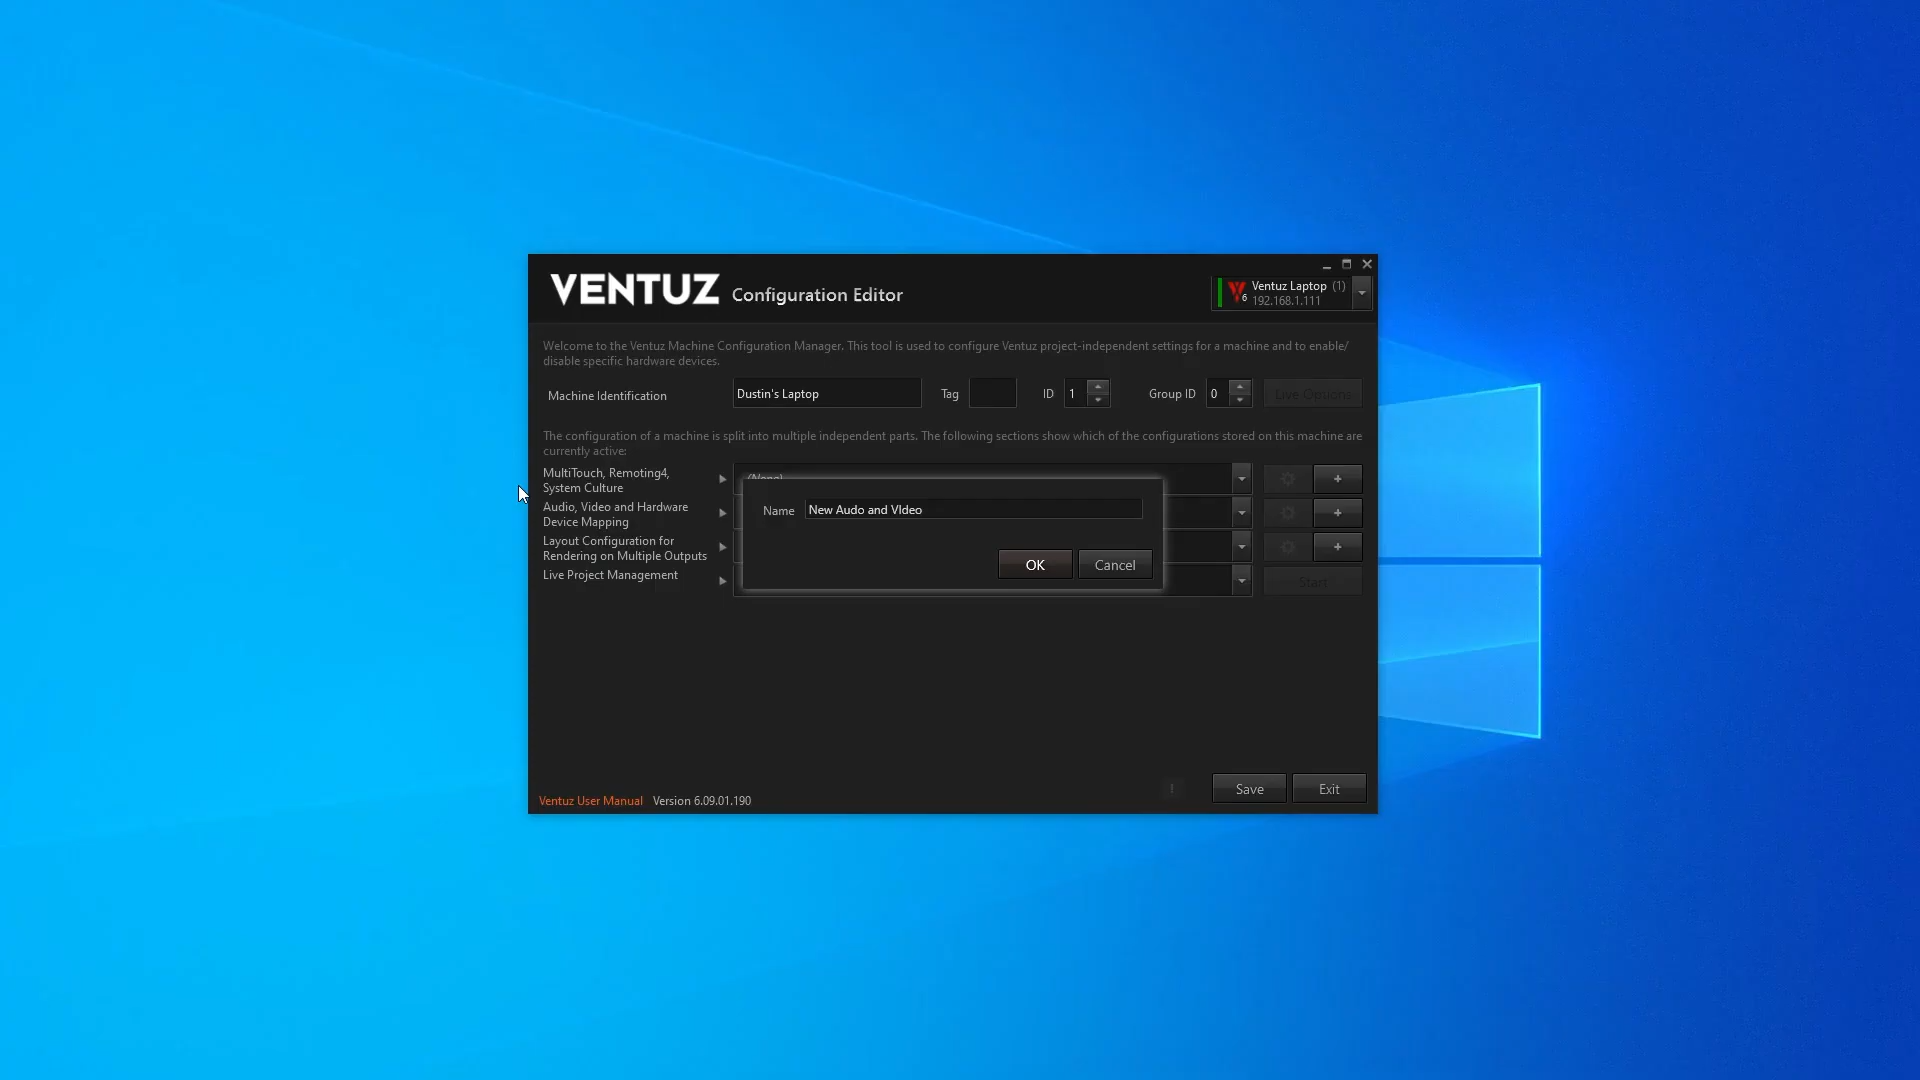 VENTUZ Configuration Editor
Ventuz Laptop (1)
6 192.168.1.111
Welcome to the Ventuz Machine Configuration Manager. This tool is used to configure Ventuz project-independent settings for a machine and to enable/
disable specific hardware devices.
Machine Identification Dustin's Laptop Tag ID 1 Group ID 0 Live Options
The configuration of a machine is split into multiple independent parts. The following sections show which of the configurations stored on this machine are
currently active:
MultiTouch, Remoting4,
System Culture
(None)
+
Audio, Video and Hardware
Device Mapping
+
Layout Configuration for
Rendering on Multiple Outputs
+
Live Project Management
Start
Name New Audo and VIdeo
OK Cancel
Ventuz User Manual Version 6.09.01.190
! Save Exit